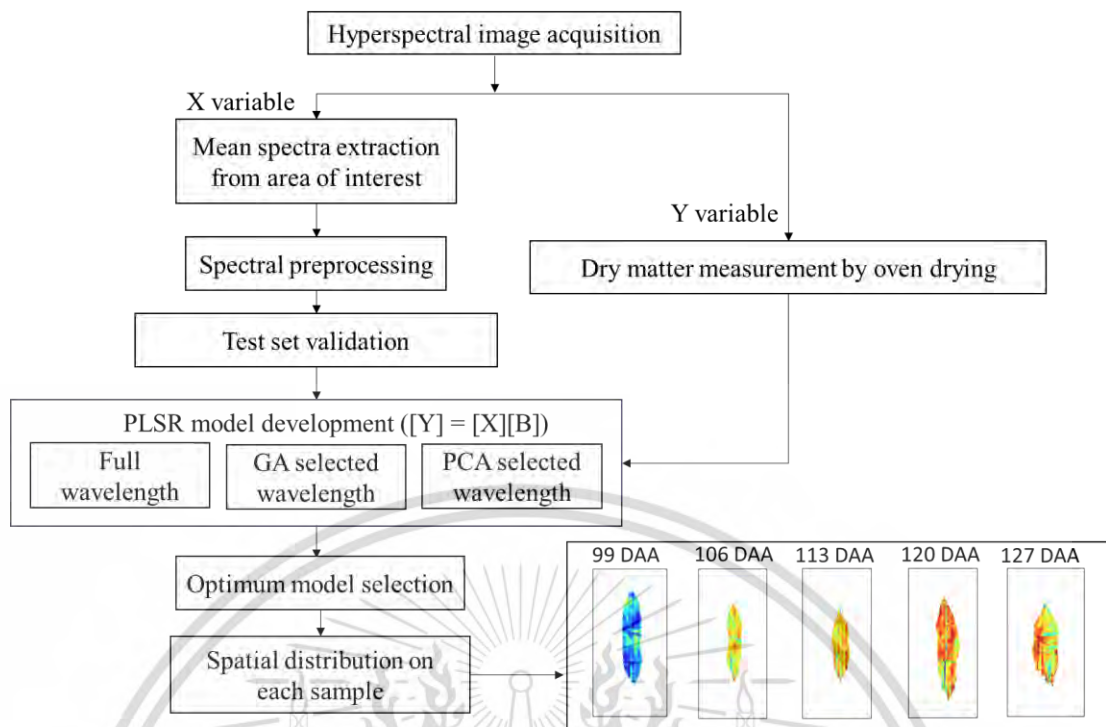 Hyperspectral image acquisition
X variable
Mean spectra extraction
from area of interest
Y variable
Spectral preprocessing
Dry matter measurement by oven drying
Test set validation
PLSR model development ([Y] = [X][B])
Full
wavelength
GA selected
wavelength
PCA selected
wavelength
Optimum model selection
Spatial distribution on
each sample
99 DAA
106 DAA
113 DAA
120 DAA
127 DAA